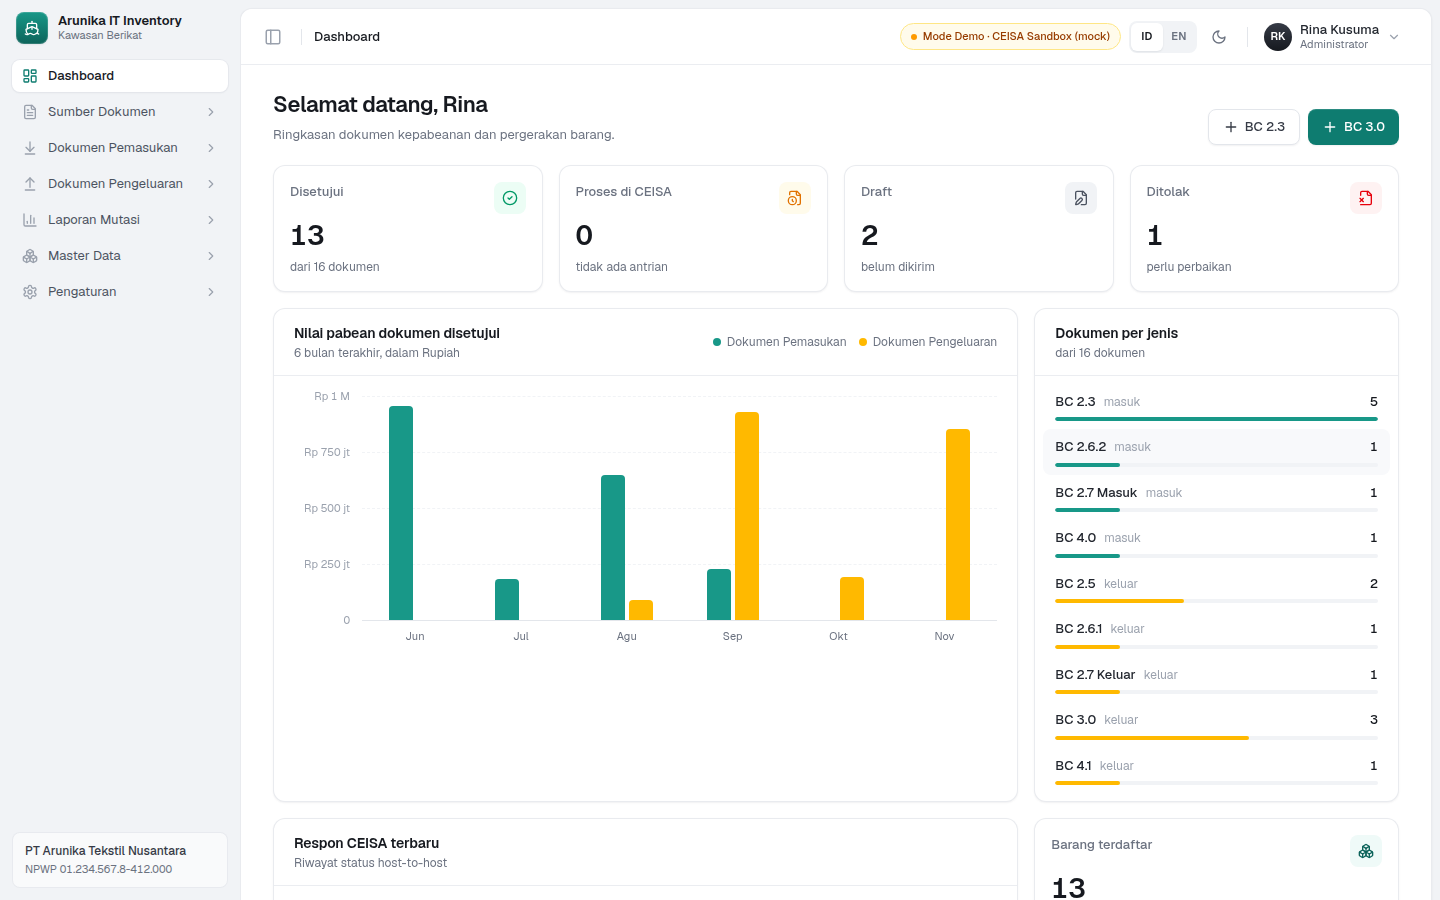 Arunika IT Inventory
Kawasan Berikat
Dashboard
Sumber Dokumen
Dokumen Pemasukan
Dokumen Pengeluaran
Laporan Mutasi
Master Data
Pengaturan
PT Arunika Tekstil Nusantara
NPWP 01.234.567.8-412.000
Dashboard
Mode Demo · CEISA Sandbox (mock)
ID EN
RK
Rina Kusuma
Administrator
Selamat datang, Rina
Ringkasan dokumen kepabeanan dan pergerakan barang.
BC 2.3
BC 3.0
Disetujui
13
dari 16 dokumen
Proses di CEISA
0
tidak ada antrian
Draft
2
belum dikirim
Ditolak
1
perlu perbaikan
Nilai pabean dokumen disetujui
6 bulan terakhir, dalam Rupiah
Dokumen Pemasukan Dokumen Pengeluaran
Rp 1 M
Rp 750 jt
Rp 500 jt
Rp 250 jt
0
Jun Jul Agu Sep Okt Nov
Dokumen per jenis
dari 16 dokumen
BC 2.3 masuk 5
BC 2.6.2 masuk 1
BC 2.7 Masuk masuk 1
BC 4.0 masuk 1
BC 2.5 keluar 2
BC 2.6.1 keluar 1
BC 2.7 Keluar keluar 1
BC 3.0 keluar 3
BC 4.1 keluar 1
Respon CEISA terbaru
Riwayat status host-to-host
Barang terdaftar
13